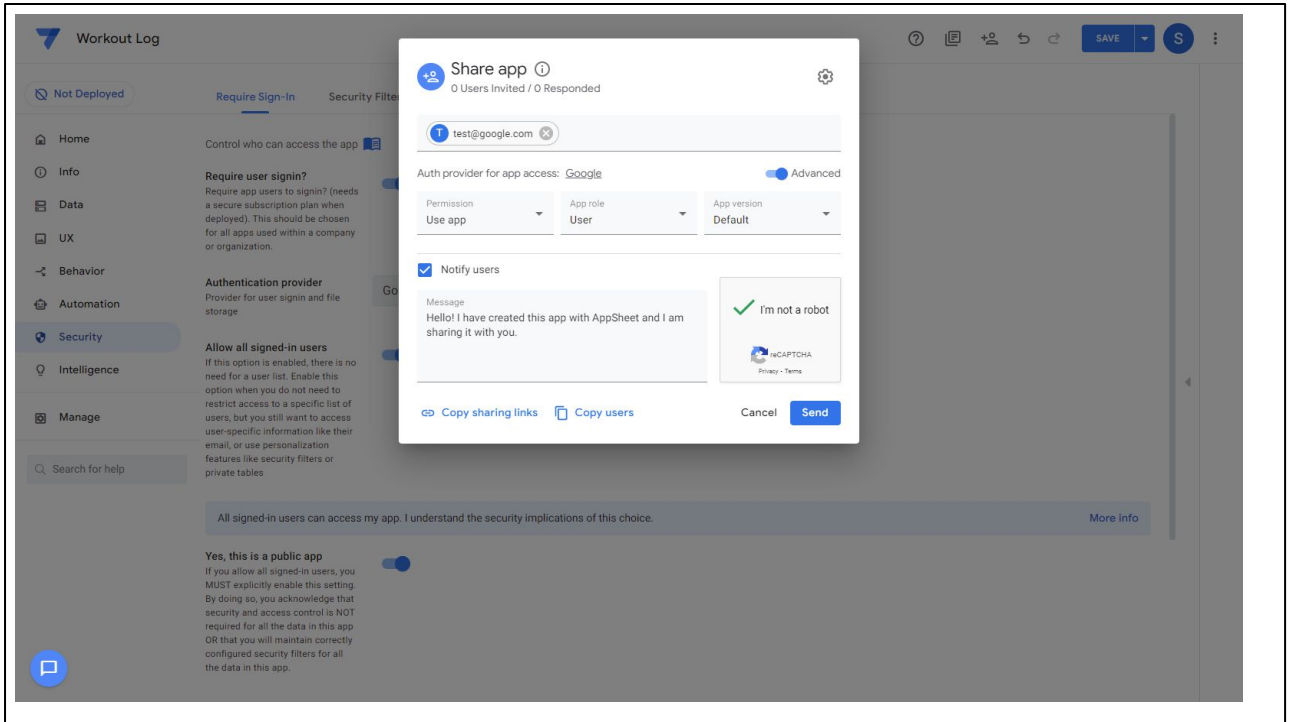 Workout Log
SAVE
S
Not Deployed
Home
Info
Data
UX
Behavior
Automation
Security
Intelligence
Manage
Search for help
Require Sign-In
Security Filte
Control who can access the app
Require user signin?
Require app users to signin? (needs
a secure subscription plan when
deployed). This should be chosen
for all apps used within a company
or organization.
Authentication provider
Provider for user signin and file
storage
Go
Allow all signed-in users
If this option is enabled, there is no
need for a user list. Enable this
option when you do not need to
restrict access to a specific list of
users, but you still want to access
user-specific information like their
email, or use personalization
features like security filters or
private tables
All signed-in users can access my app. I understand the security implications of this choice.
More info
Yes, this is a public app
If you allow all signed-in users, you
MUST explicitly enable this setting.
By doing so, you acknowledge that
security and access control is NOT
required for all the data in this app
OR that you will maintain correctly
configured security filters for all
the data in this app.
Share app
0 Users Invited / 0 Responded
T test@google.com
Auth provider for app access: Google
Advanced
Permission
Use app
App role
User
App version
Default
Notify users
Message
Hello! I have created this app with AppSheet and I am
sharing it with you.
I'm not a robot
reCAPTCHA
Privacy - Terms
Copy sharing links
Copy users
Cancel
Send